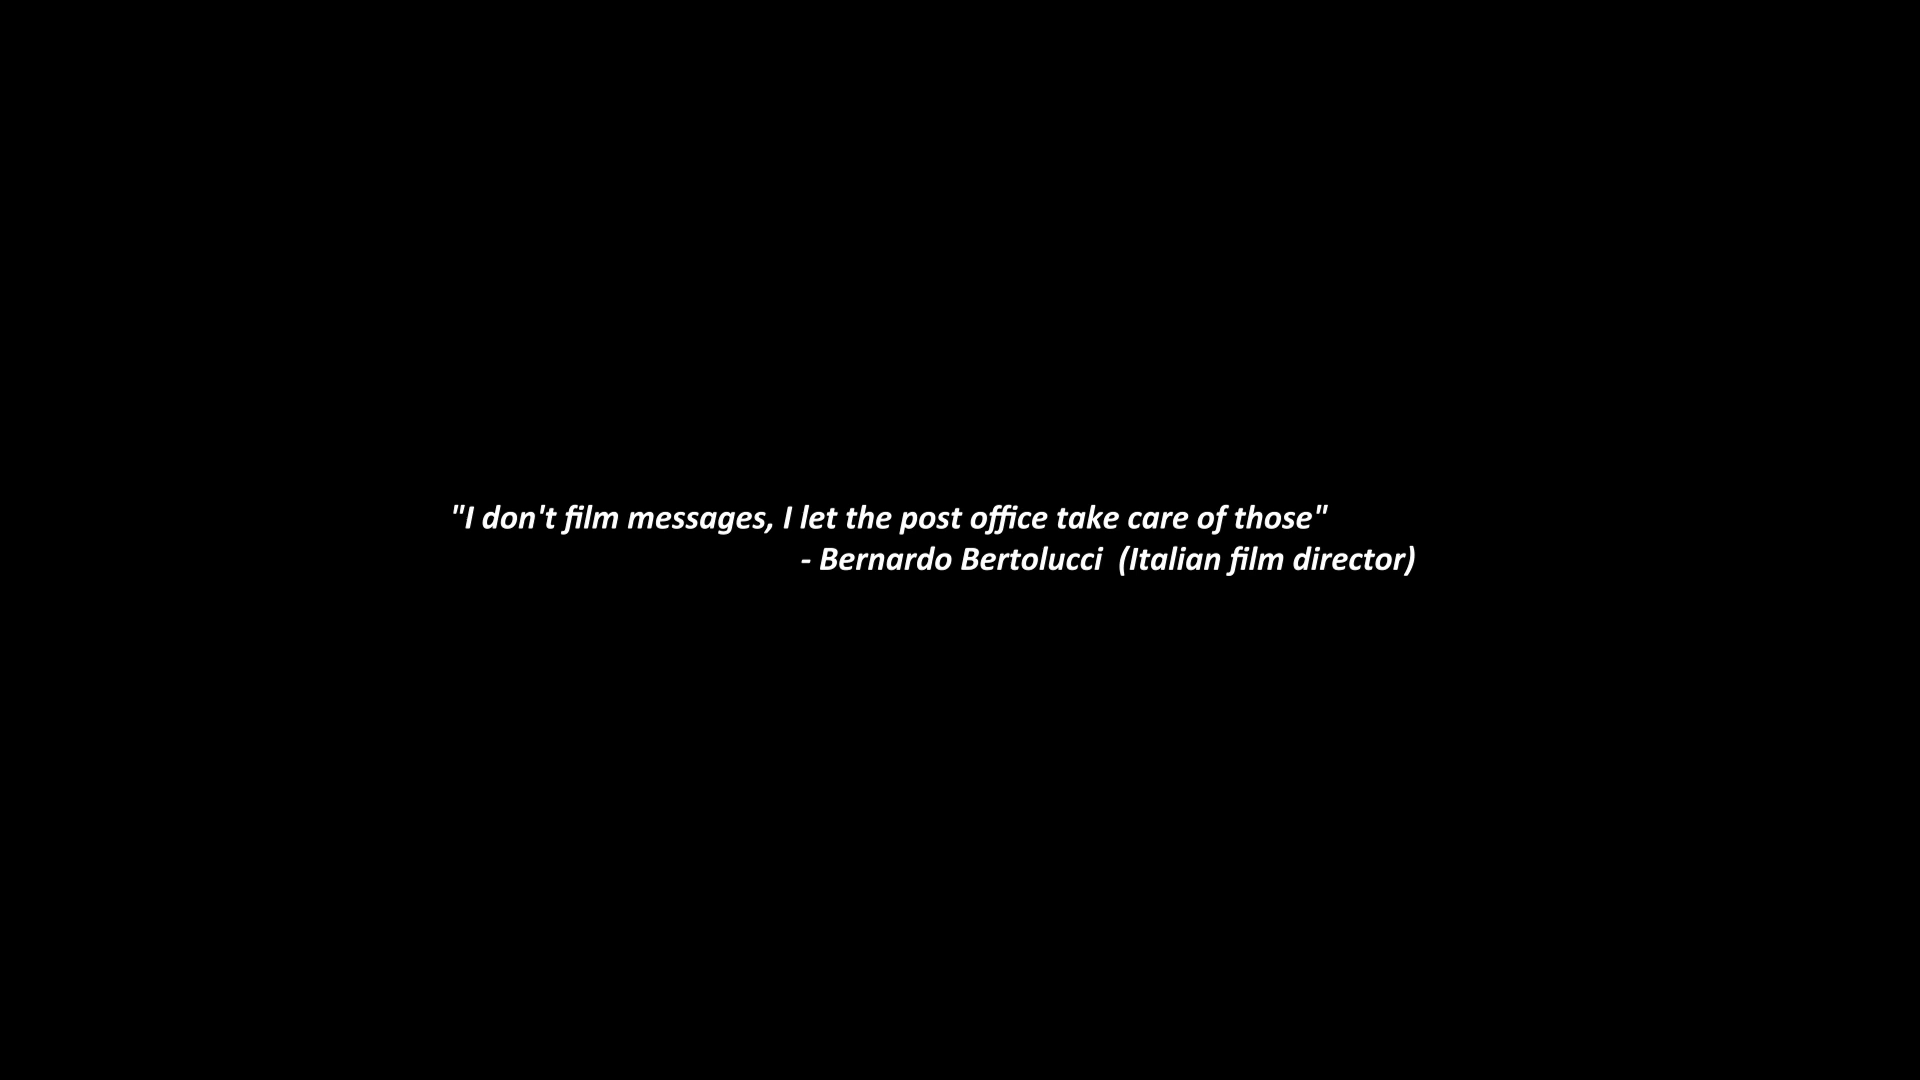 "I don't film messages, I let the post office take care of those"
- Bernardo Bertolucci  (Italian film director)